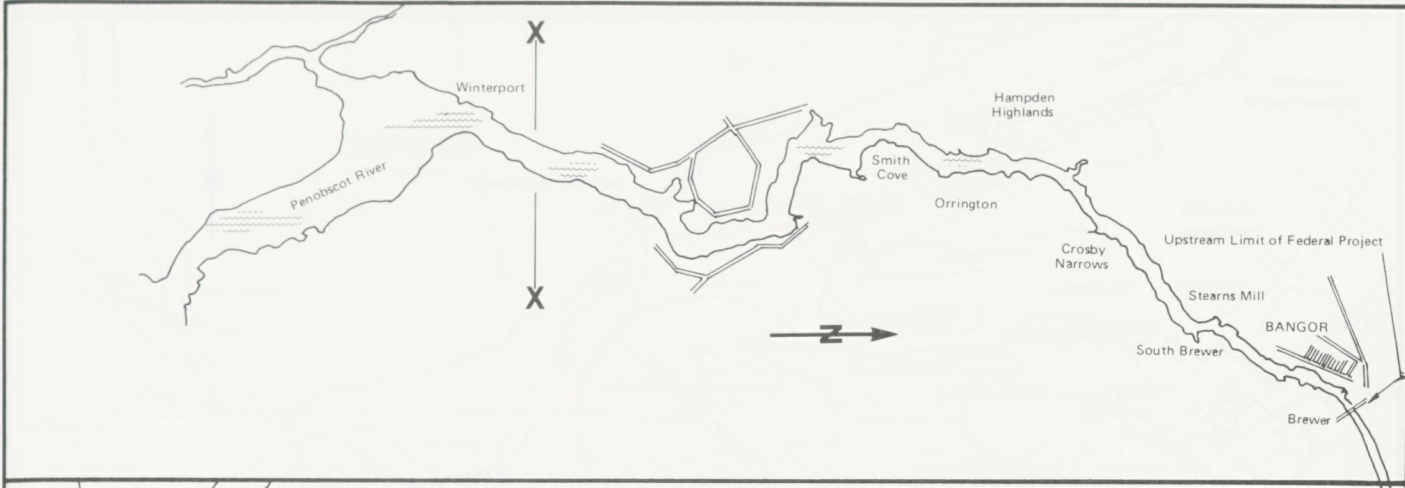 X
Winterport
Penobscot River
X
Hampden
Highlands
Smith
Cove
Orrington
Crosby
Narrows
Upstream Limit of Federal Project
Stearns Mill
BANGOR
South Brewer
Brewer
N